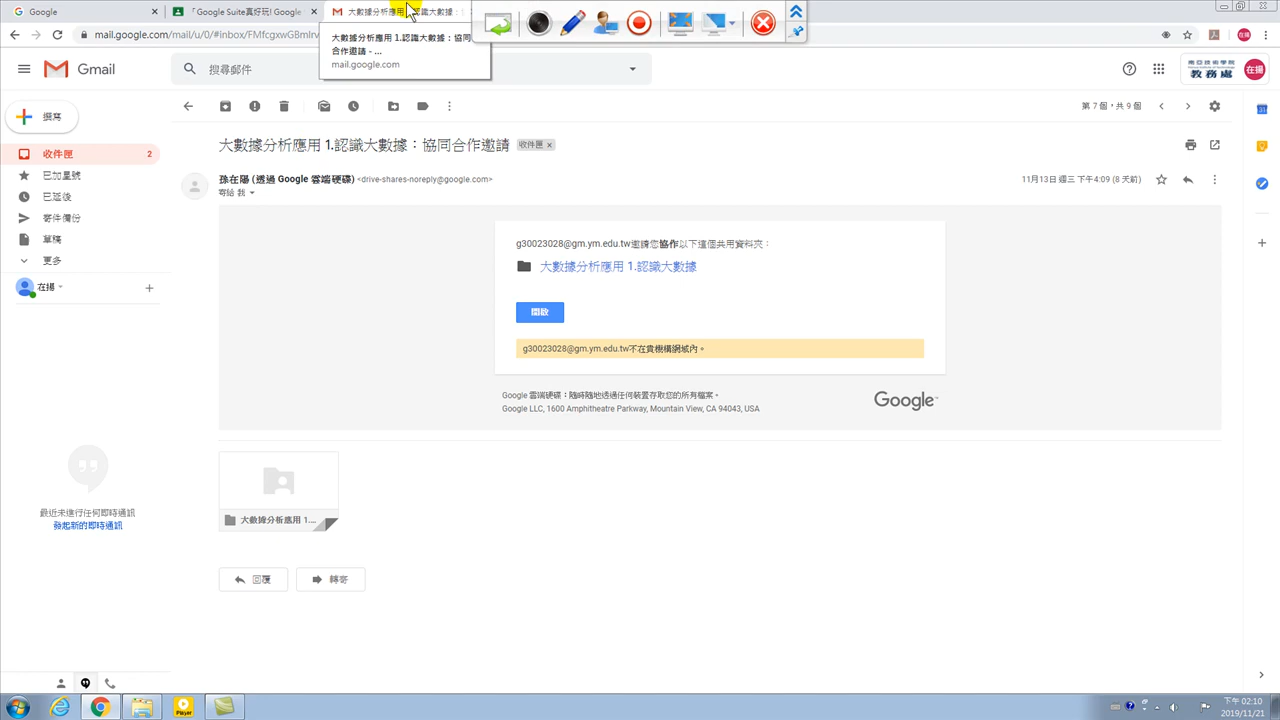 Google
「Google Suite真好玩(Google
大數據分析應用 1.認識大數據：
mail.google.com/mail/u/0/#inbox/FMfcgxwG
大數據分析應用 1.認識大數據：協同
合作邀請 - ...
mail.google.com
Gmail
搜尋郵件
南亞技術學院
教務處
在揚
撰寫
第 7 個，共 9 個
收件匣
2
已加星號
已延後
寄件備份
草稿
更多
在揚
大數據分析應用 1.認識大數據：協同合作邀請
收件匣 ×
孫在陽 (透過 Google 雲端硬碟) <drive-shares-noreply@google.com>
寄給 我
11月13日 週三 下午4:09 (8 天前)
g30023028@gm.ym.edu.tw邀請您協作以下這個共用資料夾：
大數據分析應用 1.認識大數據
開啟
g30023028@gm.ym.edu.tw不在貴機構網域內。
Google 雲端硬碟：隨時隨地透過任何裝置存取您的所有檔案。
Google LLC, 1600 Amphitheatre Parkway, Mountain View, CA 94043, USA
Google
大數據分析應用 1....
最近未進行任何即時通訊
發起新的即時通訊
回覆
轉寄
Player
下午 02:10
2019/11/21